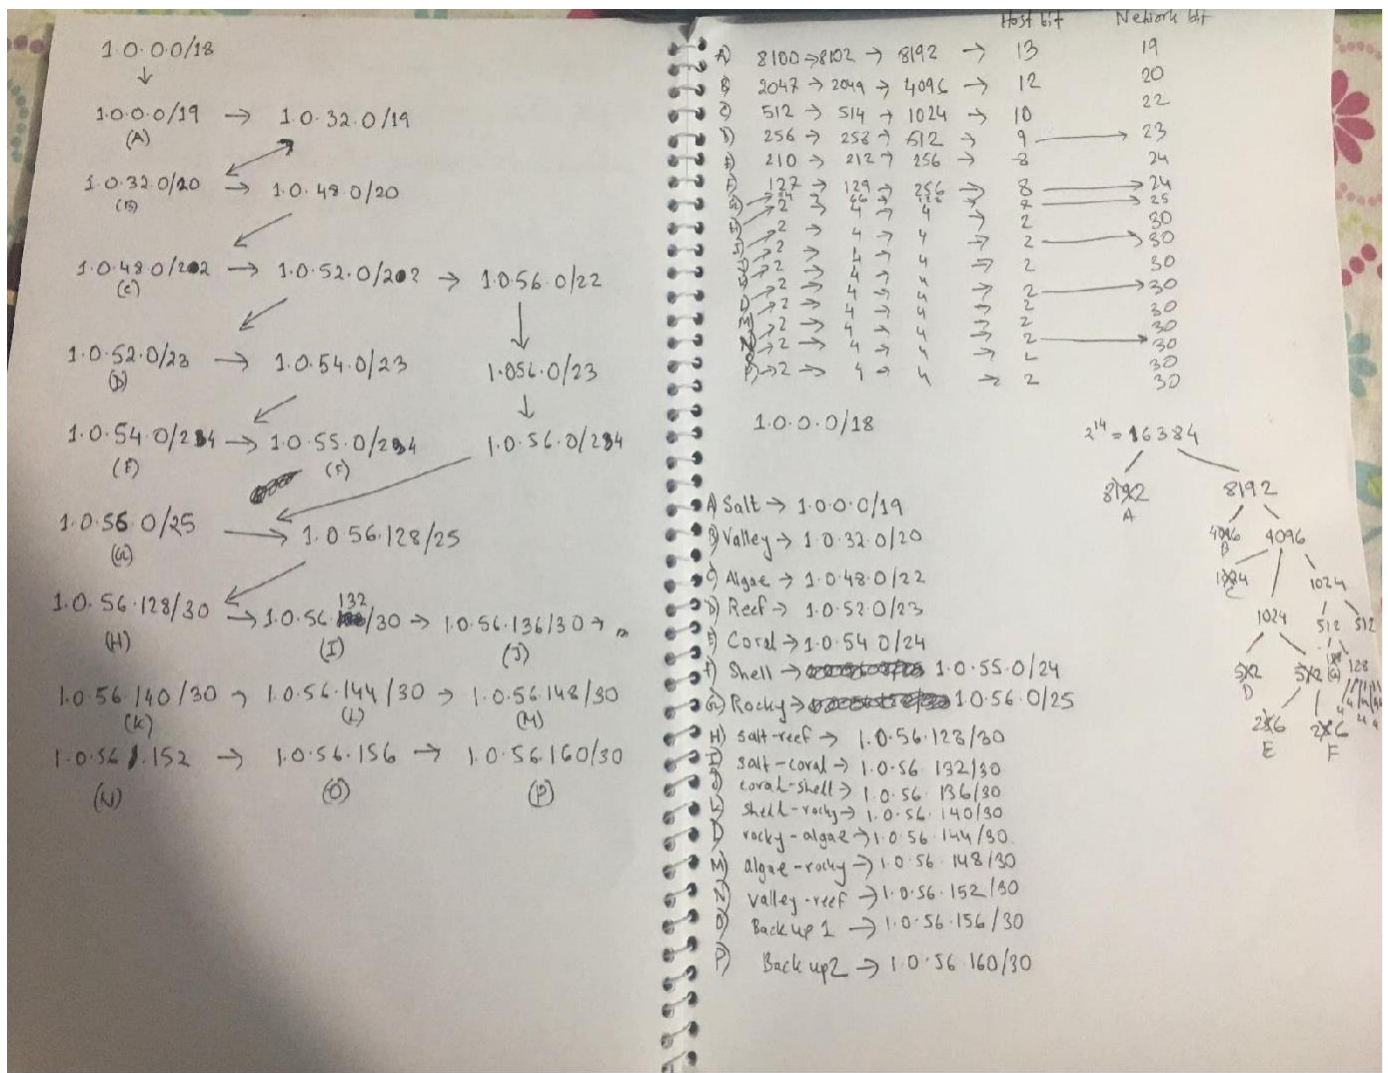 1.0.0.0/18
↓
1.0.0.0/19 → 1.0.32.0/19
(A)
1.0.32.0/20 → 1.0.48.0/20
(B)
1.0.48.0/22 → 1.0.52.0/22 → 1.0.56.0/22
(C)
1.0.52.0/23 → 1.0.54.0/23 1.056.0/23
(D)
1.0.54.0/24 → 1.0.55.0/24 1.0.56.0/24
(E) (F)
1.0.56.0/25 → 1.0.56.128/25
(G)
1.0.56.128/30 → 1.0.56.132/30 → 1.0.56.136/30 →
(H) (I) (J)
1.0.56.140/30 → 1.0.56.144/30 → 1.0.56.148/30
(K) (L) (M)
1.0.56.152 → 1.0.56.156 → 1.0.56.160/30
(N) (O) (P)
Host bit Network bit
A) 8100 → 8102 → 8192 → 13 19
B) 2047 → 2049 → 4096 → 12 20
C) 512 → 514 → 1024 → 10 22
D) 256 → 258 → 512 → 9 → 23
E) 210 → 212 → 256 → 8 24
F) 127 → 129 → 256 → 8 → 24
G) → 25
H) → 2 → 4 → 4 → 2 30
I) → 2 → 4 → 4 → 2 → 30
J) → 2 → 4 → 4 → 2 30
→ 2 → 4 → 4 → 2 → 30
L) → 2 → 4 → 4 → 2 30
M) → 2 → 4 → 4 → 2 30
→ 2 → 4 → 4 → 2 → 30
→ 2 → 4 → 4 → 2 30
P) → 2 → 4 → 4 → 2 30
1.0.0.0/18
2^14 = 16384
8192 8192
A
4096 4096
B
1024 1024
C
1024 512 512
512 512 128
D
256 256
E F
A) Salt → 1.0.0.0/19
B) Valley → 1.0.32.0/20
C) Algae → 1.0.48.0/22
D) Reef → 1.0.52.0/23
E) Coral → 1.0.54.0/24
F) Shell → 1.0.55.0/24
G) Rocky → 1.0.56.0/25
H) salt-reef → 1.0.56.128/30
I) salt-coral → 1.0.56.132/30
J) coral-shell → 1.0.56.136/30
K) shell-rocky → 1.0.56.140/30
L) rocky-algae → 1.0.56.144/30
M) algae-rocky → 1.0.56.148/30
N) valley-reef → 1.0.56.152/30
O) Back up 1 → 1.0.56.156/30
P) Back up2 → 1.0.56.160/30